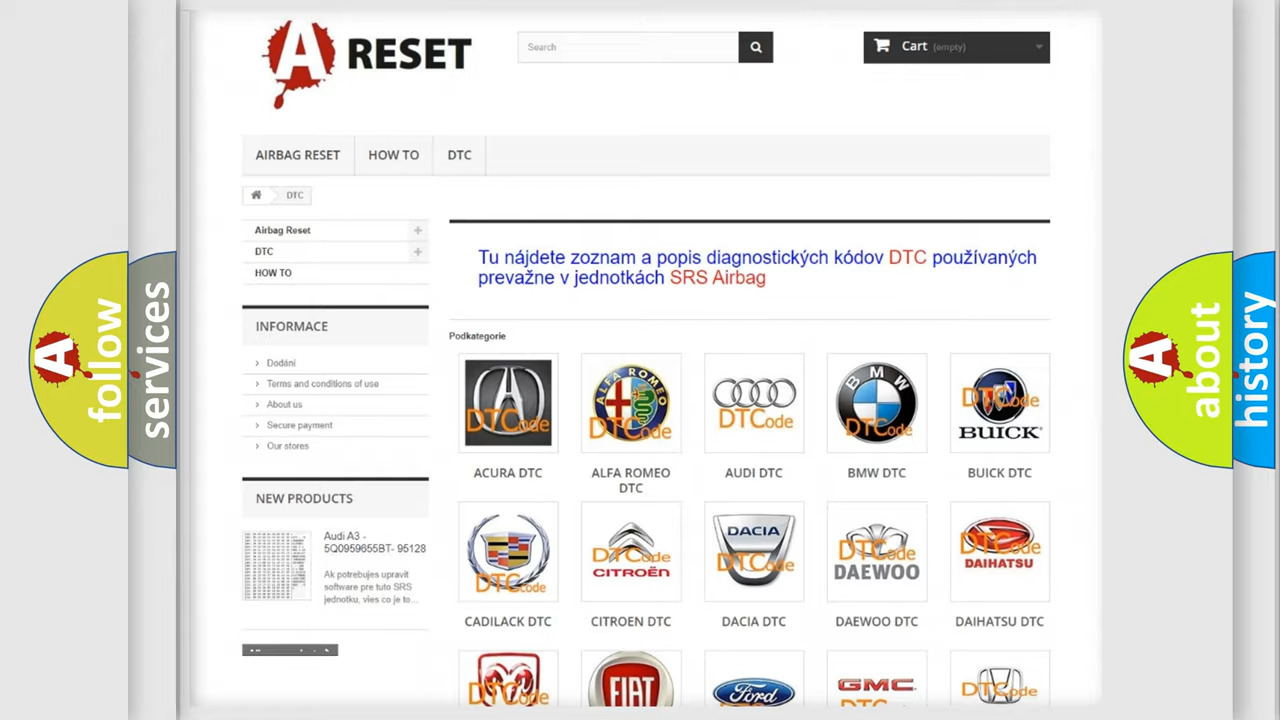 A RESET
Search
Cart (empty)
AIRBAG RESET
HOW TO
DTC
DTC
Airbag Reset
DTC
HOW TO
INFORMACE
Dodání
Terms and conditions of use
About us
Secure payment
Our stores
NEW PRODUCTS
Audi A3 -
5Q0959655BT- 95128
Ak potrebujes upravit
software pre tuto SRS
jednotku, vies co je to...
Tu nájdete zoznam a popis diagnostických kódov DTC používaných
prevažne v jednotkách SRS Airbag
Podkategorie
DTCode
ALFA ROMEO
DTCode
DTCode
BMW
DTCode
DTCode
BUICK
ACURA DTC
ALFA ROMEO
DTC
AUDI DTC
BMW DTC
BUICK DTC
DTCode
DTCode
CITROËN
DACIA
DTCode
DTCode
DAEWOO
DTCode
DAIHATSU
CADILACK DTC
CITROEN DTC
DACIA DTC
DAEWOO DTC
DAIHATSU DTC
DTCode
FIAT
Ford
GMC
DTCode
A follow
services
A about
history